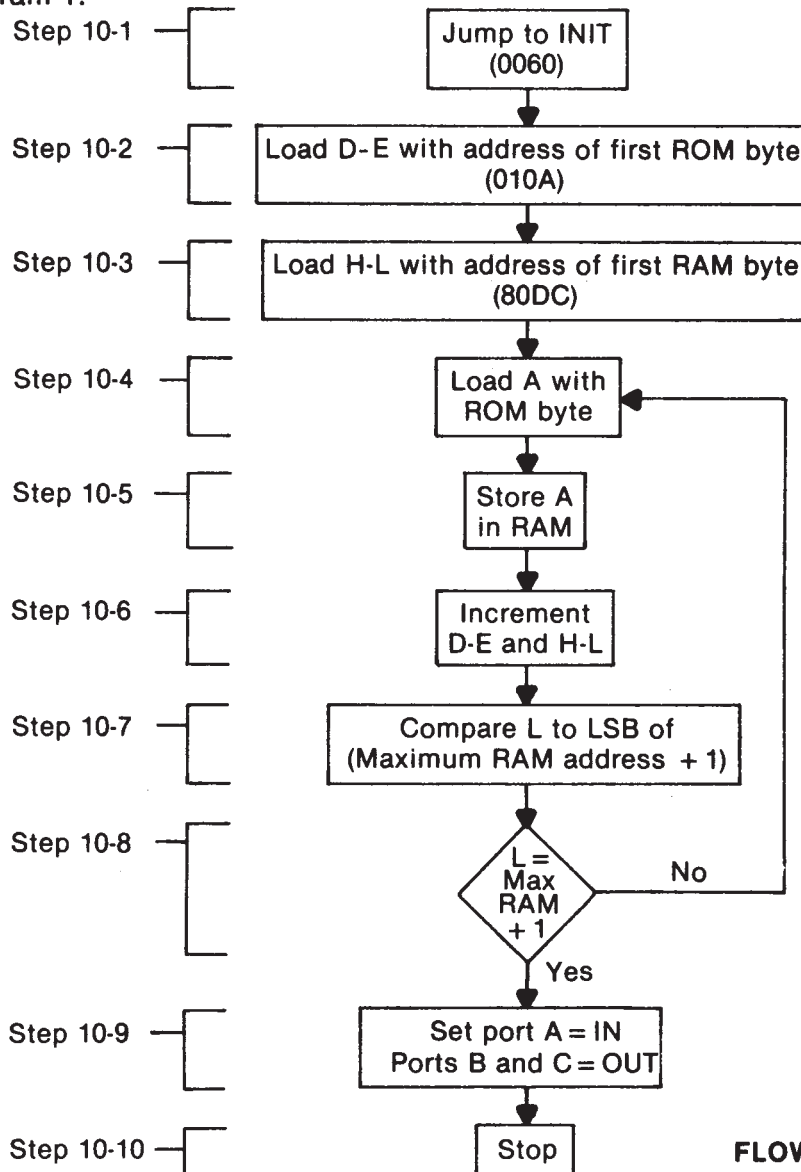 Step 10-1
Jump to INIT
(0060)
Step 10-2
Load D-E with address of first ROM byte
(010A)
Step 10-3
Load H-L with address of first RAM byte
(80DC)
Step 10-4
Load A with
ROM byte
Step 10-5
Store A
in RAM
Step 10-6
Increment
D-E and H-L
Step 10-7
Compare L to LSB of
(Maximum RAM address + 1)
Step 10-8
L =
Max
RAM
+ 1
No
Yes
Step 10-9
Set port A = IN
Ports B and C = OUT
Step 10-10
Stop